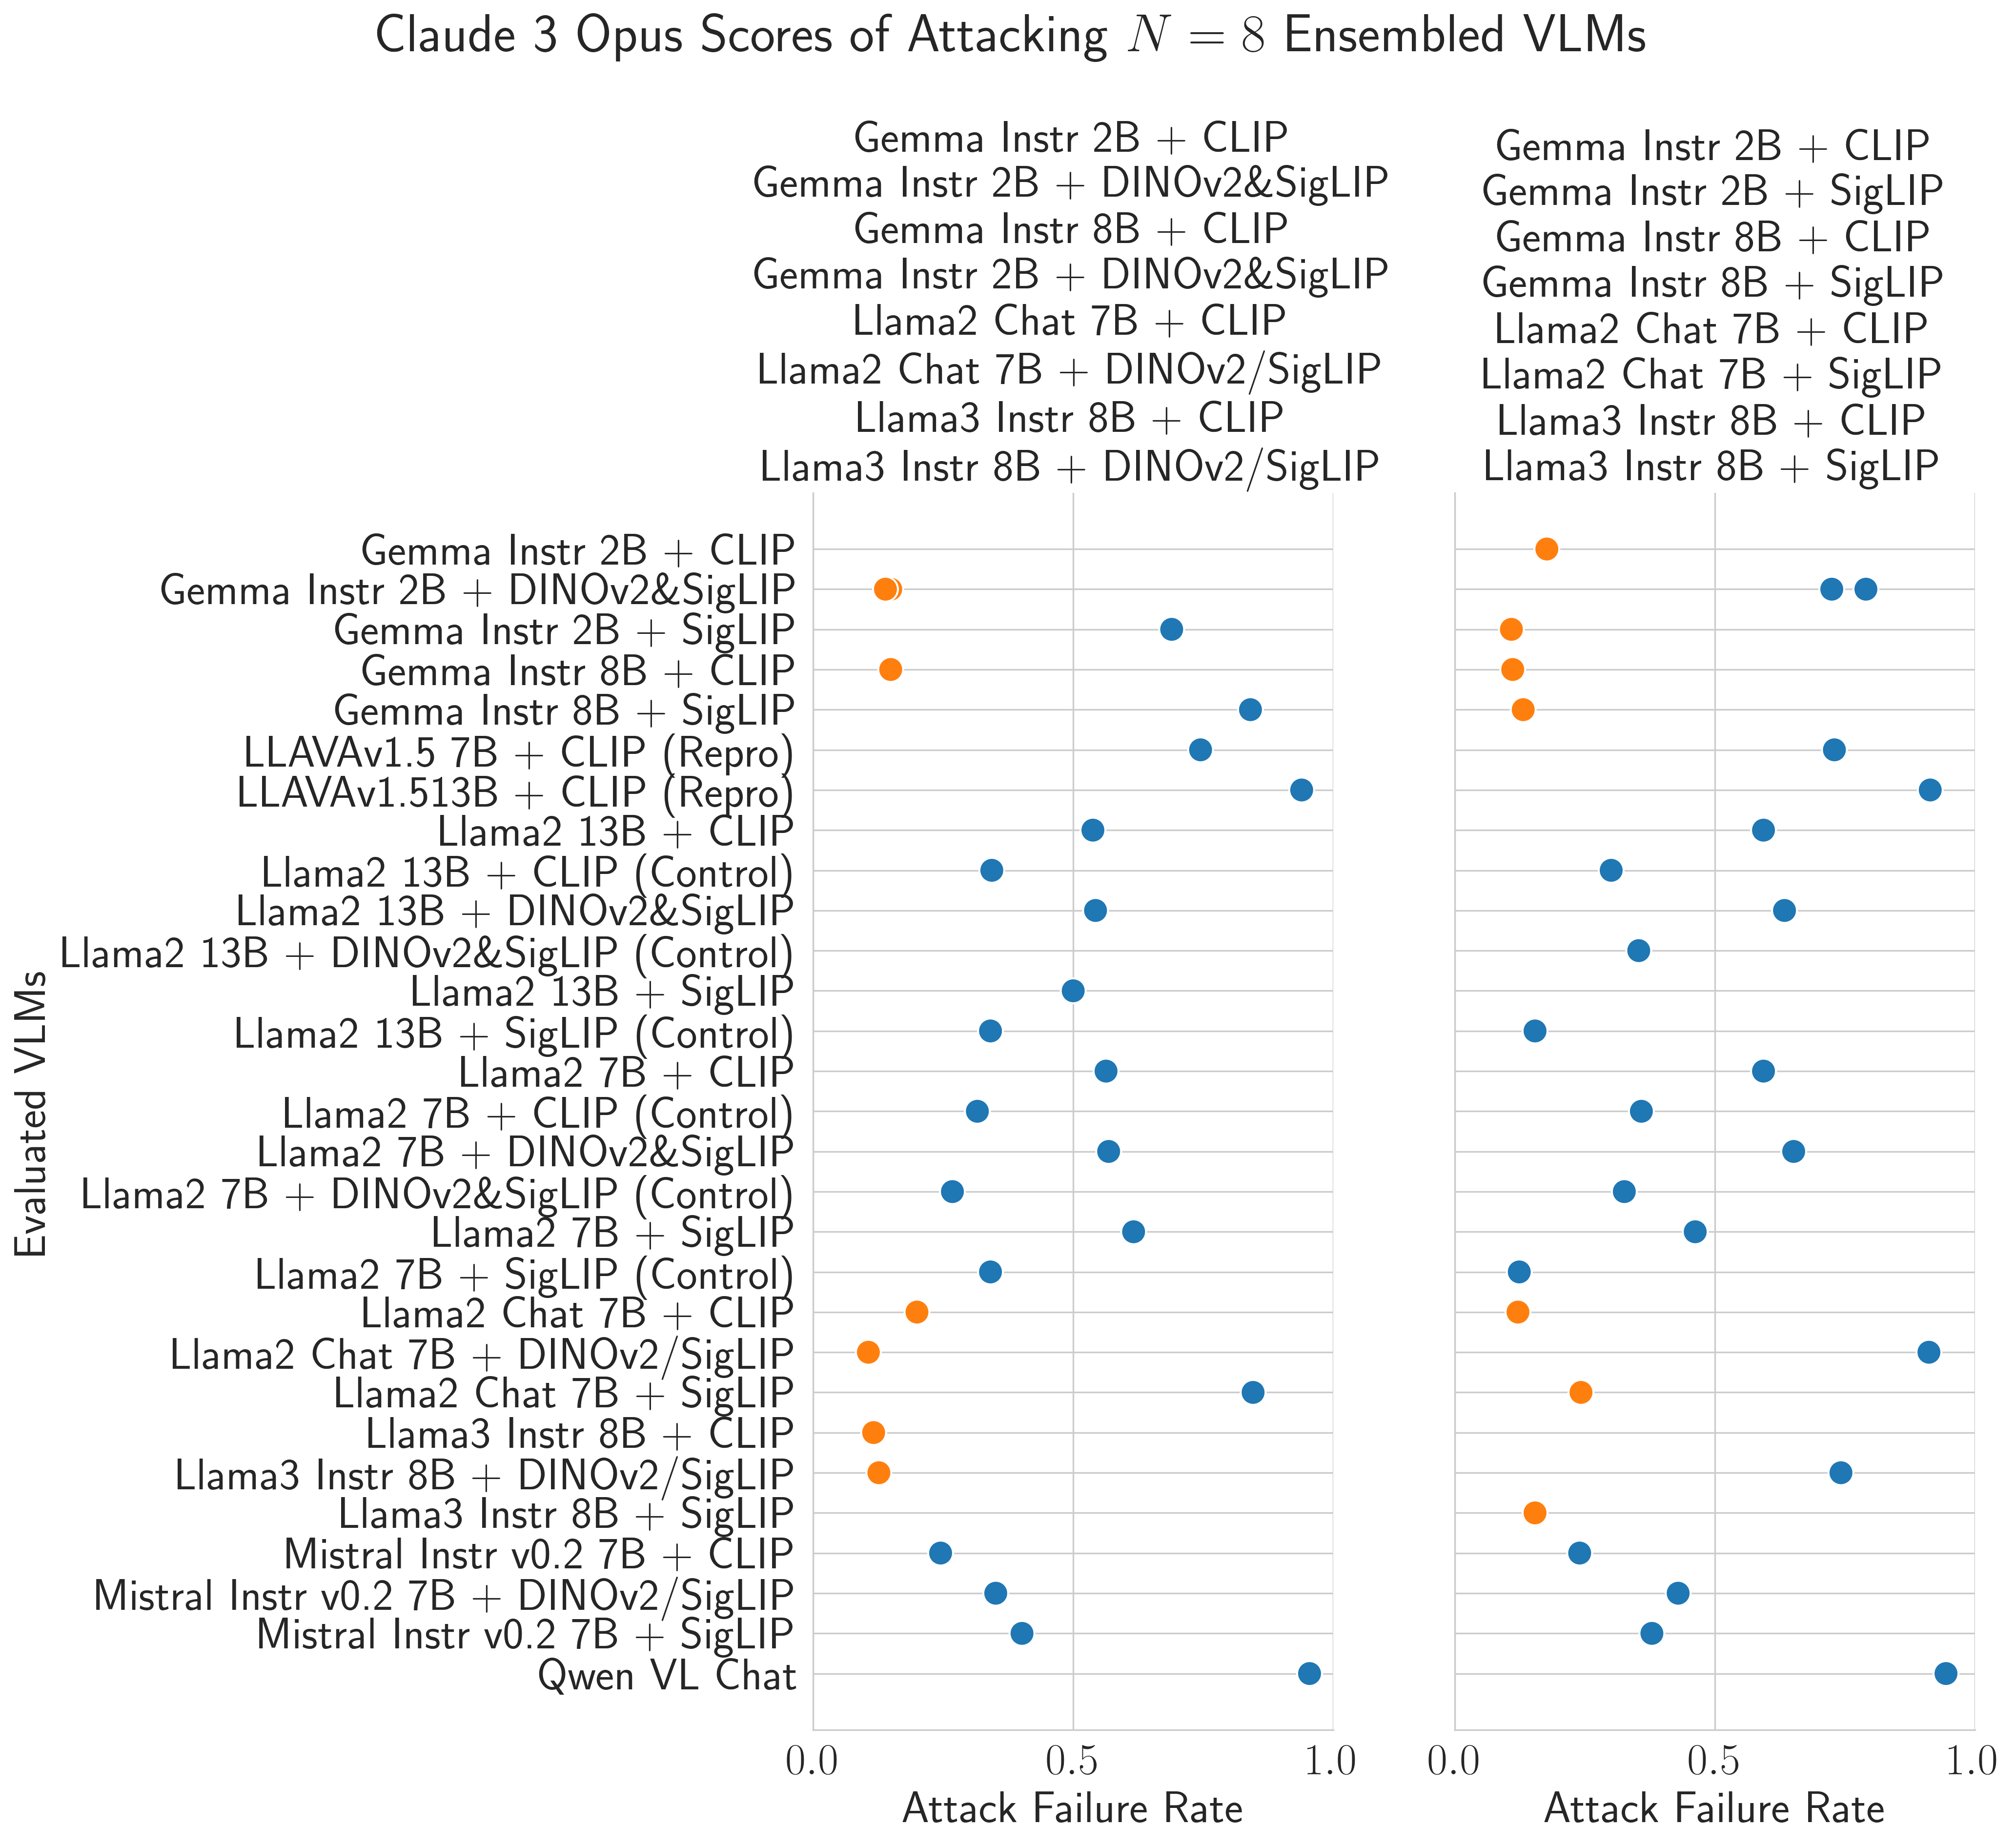 Claude 3 Opus Scores of Attacking N = 8 Ensembled VLMs
Gemma Instr 2B + CLIP
Gemma Instr 2B + DINOv2&SigLIP
Gemma Instr 8B + CLIP
Gemma Instr 2B + DINOv2&SigLIP
Llama2 Chat 7B + CLIP
Llama2 Chat 7B + DINOv2/SigLIP
Llama3 Instr 8B + CLIP
Llama3 Instr 8B + DINOv2/SigLIP
Gemma Instr 2B + CLIP
Gemma Instr 2B + SigLIP
Gemma Instr 8B + CLIP
Gemma Instr 8B + SigLIP
Llama2 Chat 7B + CLIP
Llama2 Chat 7B + SigLIP
Llama3 Instr 8B + CLIP
Llama3 Instr 8B + SigLIP
Evaluated VLMs
Gemma Instr 2B + CLIP
Gemma Instr 2B + DINOv2&SigLIP
Gemma Instr 2B + SigLIP
Gemma Instr 8B + CLIP
Gemma Instr 8B + SigLIP
LLAVAv1.5 7B + CLIP (Repro)
LLAVAv1.513B + CLIP (Repro)
Llama2 13B + CLIP
Llama2 13B + CLIP (Control)
Llama2 13B + DINOv2&SigLIP
Llama2 13B + DINOv2&SigLIP (Control)
Llama2 13B + SigLIP
Llama2 13B + SigLIP (Control)
Llama2 7B + CLIP
Llama2 7B + CLIP (Control)
Llama2 7B + DINOv2&SigLIP
Llama2 7B + DINOv2&SigLIP (Control)
Llama2 7B + SigLIP
Llama2 7B + SigLIP (Control)
Llama2 Chat 7B + CLIP
Llama2 Chat 7B + DINOv2/SigLIP
Llama2 Chat 7B + SigLIP
Llama3 Instr 8B + CLIP
Llama3 Instr 8B + DINOv2/SigLIP
Llama3 Instr 8B + SigLIP
Mistral Instr v0.2 7B + CLIP
Mistral Instr v0.2 7B + DINOv2/SigLIP
Mistral Instr v0.2 7B + SigLIP
Qwen VL Chat
0.0 0.5 1.0
Attack Failure Rate
0.0 0.5 1.0
Attack Failure Rate